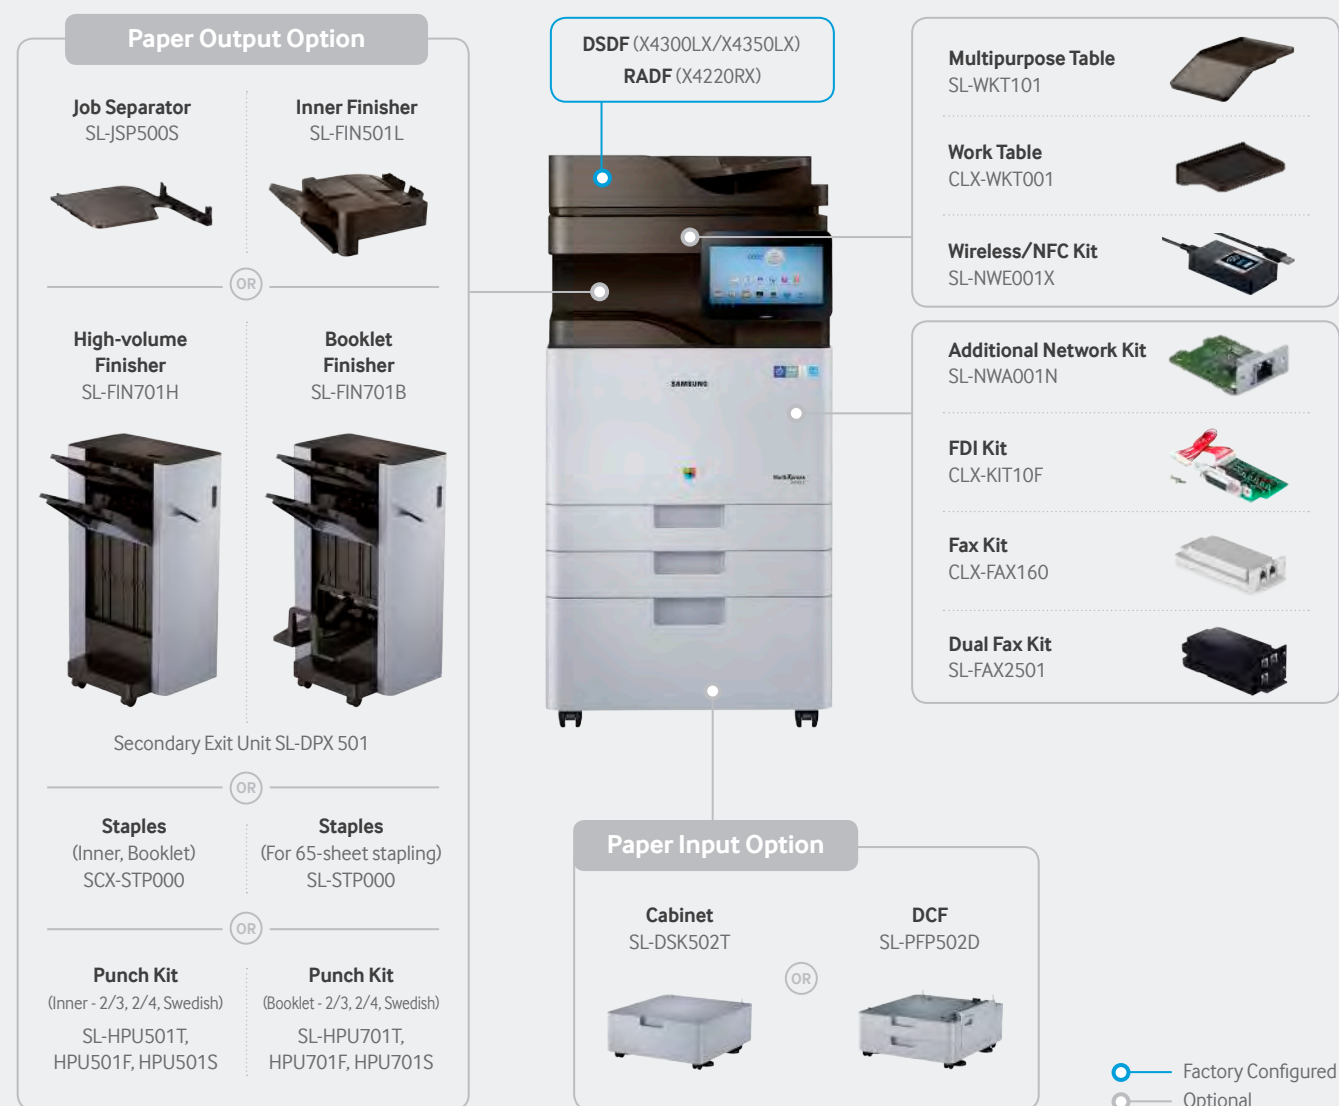 Paper Output Option
Job Separator
SL-JSP500S
Inner Finisher
SL-FIN501L
OR
High-volume
Finisher
SL-FIN701H
Booklet
Finisher
SL-FIN701B
Secondary Exit Unit SL-DPX 501
OR
Staples
(Inner, Booklet)
SCX-STP000
Staples
(For 65-sheet stapling)
SL-STP000
OR
Punch Kit
(Inner - 2/3, 2/4, Swedish)
SL-HPU501T,
HPU501F, HPU501S
Punch Kit
(Booklet - 2/3, 2/4, Swedish)
SL-HPU701T,
HPU701F, HPU701S
DSDF (X4300LX/X4350LX)
RADF (X4220RX)
SAMSUNG
MultiXpress
Paper Input Option
Cabinet
SL-DSK502T
OR
DCF
SL-PFP502D
Multipurpose Table
SL-WKT101
Work Table
CLX-WKT001
Wireless/NFC Kit
SL-NWE001X
Additional Network Kit
SL-NWA001N
FDI Kit
CLX-KIT10F
Fax Kit
CLX-FAX160
Dual Fax Kit
SL-FAX2501
Factory Configured
Optional